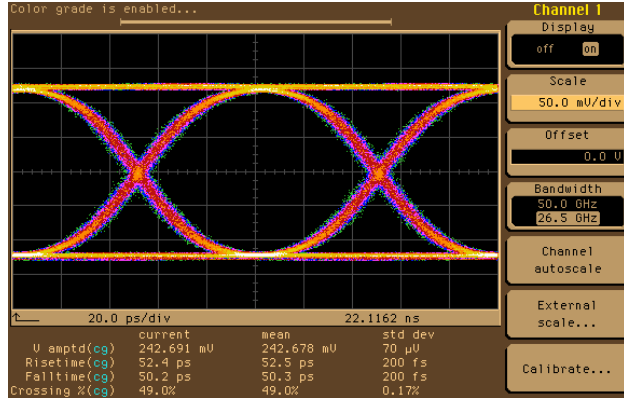 Color grade is enabled...
Channel 1
Display
off on
Scale
50.0 mV/div
Offset
0.0 V
Bandwidth
50.0 GHz
26.5 GHz
Channel
autoscale
External
scale...
Calibrate...
20.0 ps/div 22.1162 ns
current mean std dev
V amptd(cg) 242.691 mV 242.678 mV 70 µV
Risetime(cg) 52.4 ps 52.5 ps 200 fs
Falltime(cg) 50.2 ps 50.3 ps 200 fs
Crossing %(cg) 49.0% 49.0% 0.17%